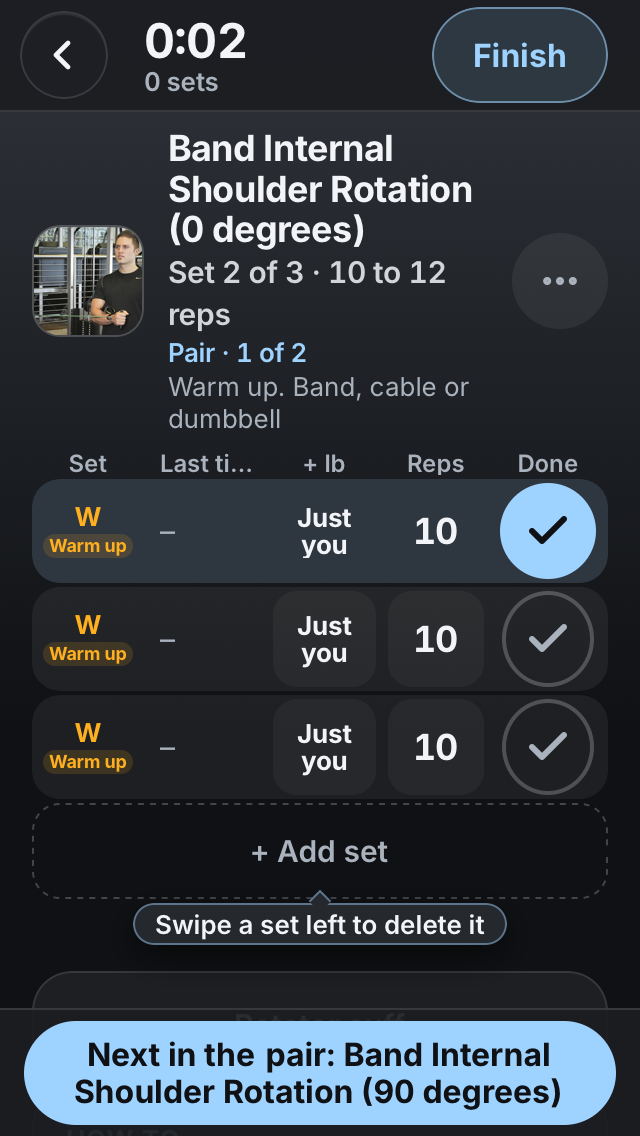 0:02
0 sets
Finish
Band Internal
Shoulder Rotation
(0 degrees)
Set 2 of 3 · 10 to 12
reps
Pair · 1 of 2
Warm up. Band, cable or
dumbbell
Set Last ti... + lb Reps Done
W
Warm up
–
Just
you
10
W
Warm up
–
Just
you
10
W
Warm up
–
Just
you
10
+ Add set
Swipe a set left to delete it
Next in the pair: Band Internal
Shoulder Rotation (90 degrees)